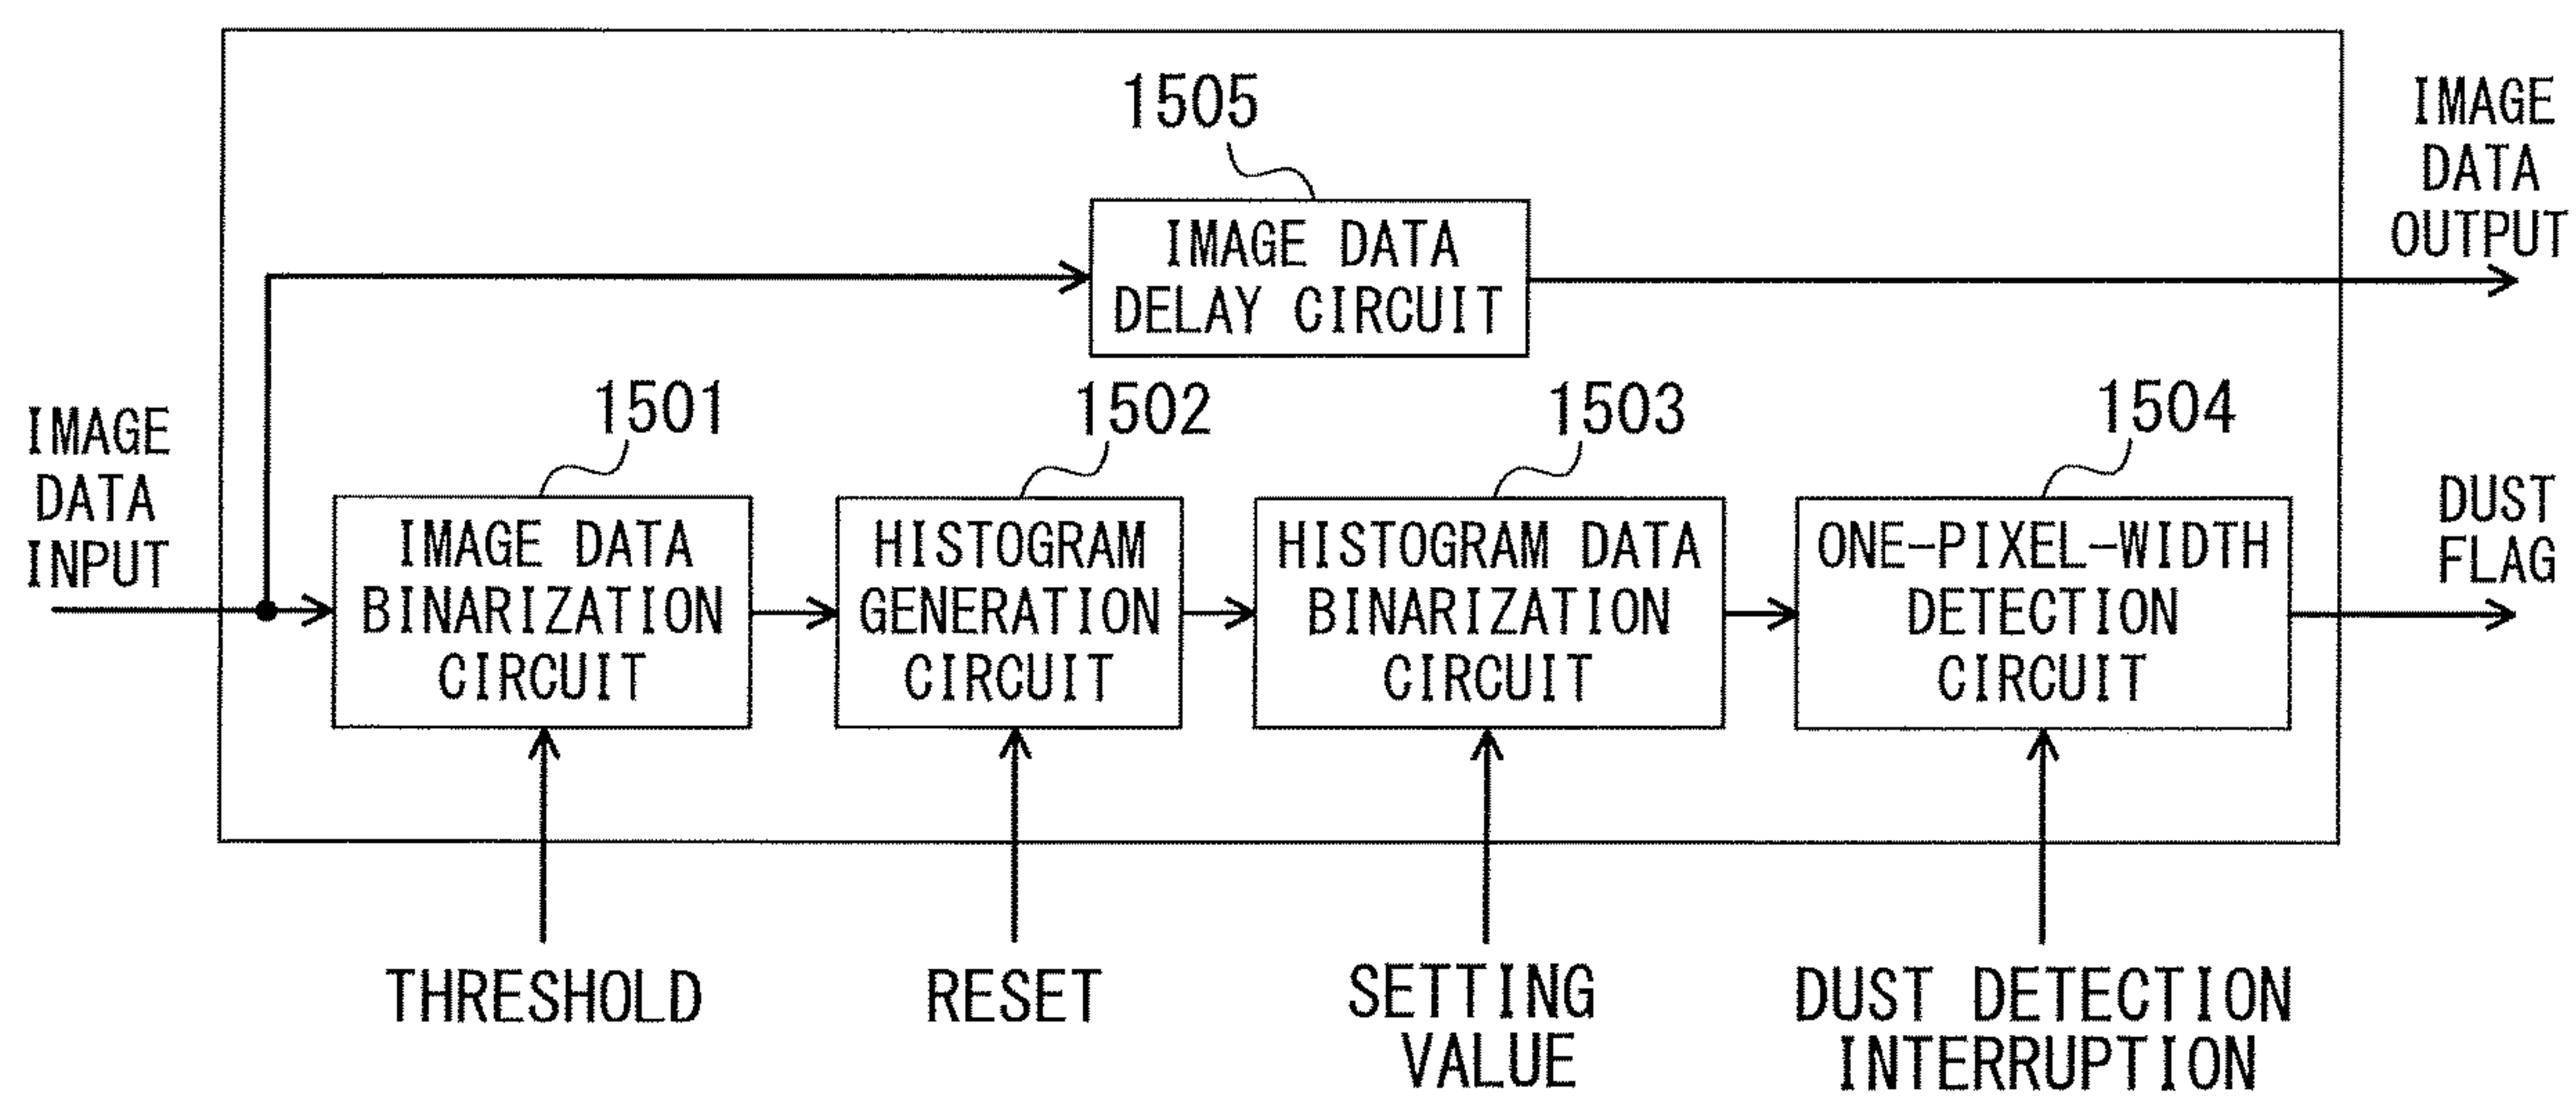 1505
IMAGE DATA
DELAY CIRCUIT
IMAGE
DATA
OUTPUT
IMAGE
DATA
INPUT
1501
IMAGE DATA
BINARIZATION
CIRCUIT
1502
HISTOGRAM
GENERATION
CIRCUIT
1503
HISTOGRAM DATA
BINARIZATION
CIRCUIT
1504
ONE-PIXEL-WIDTH
DETECTION
CIRCUIT
DUST
FLAG
THRESHOLD
RESET
SETTING
VALUE
DUST DETECTION
INTERRUPTION